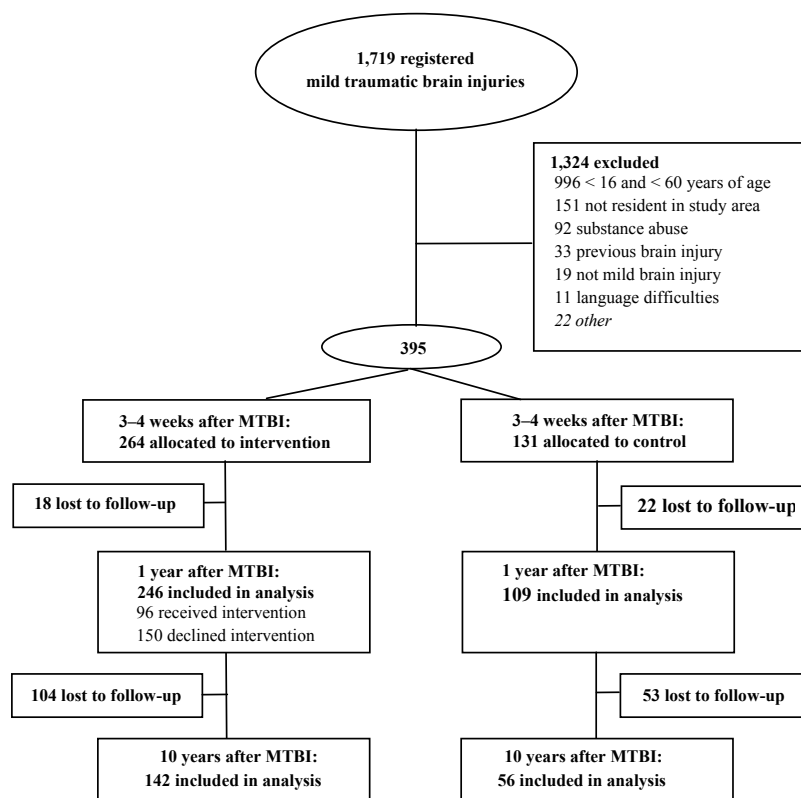 1,719 registered
mild traumatic brain injuries
1,324 excluded
996 < 16 and < 60 years of age
151 not resident in study area
92 substance abuse
33 previous brain injury
19 not mild brain injury
11 language difficulties
22 other
395
3–4 weeks after MTBI:
264 allocated to intervention
3–4 weeks after MTBI:
131 allocated to control
18 lost to follow-up
22 lost to follow-up
1 year after MTBI:
246 included in analysis
96 received intervention
150 declined intervention
1 year after MTBI:
109 included in analysis
104 lost to follow-up
53 lost to follow-up
10 years after MTBI:
142 included in analysis
10 years after MTBI:
56 included in analysis